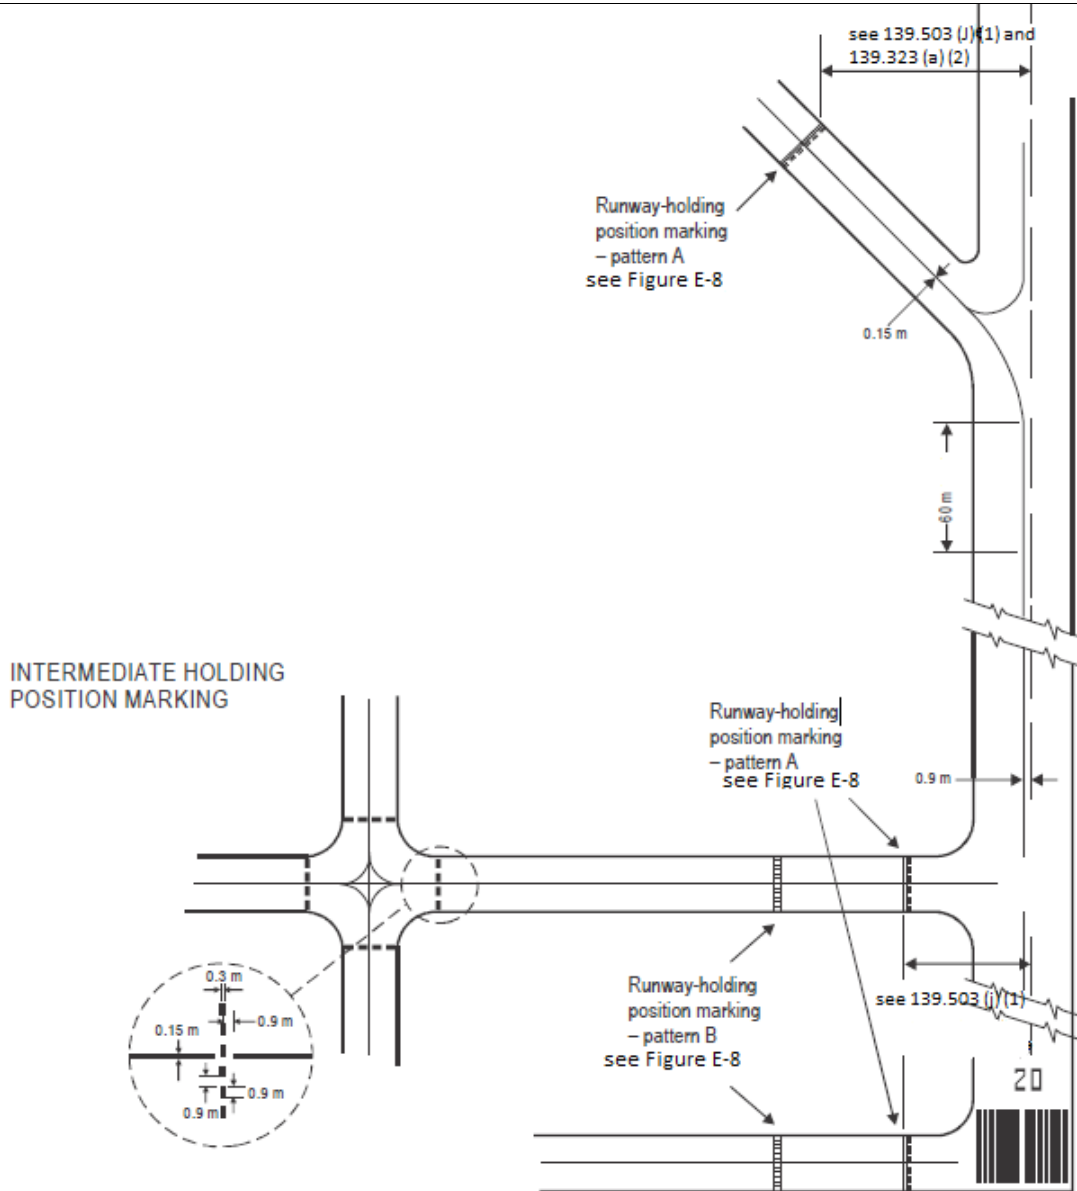 see 139.503 (J) (1) and
139.323 (a) (2)
Runway-holding
position marking
– pattern A
see Figure E-8
0.15 m
60 m
INTERMEDIATE HOLDING
POSITION MARKING
Runway-holding
position marking
– pattern A
see Figure E-8
0.9 m
0.3 m
0.9 m
0.15 m
0.9 m
0.9 m
Runway-holding
position marking
– pattern B
see Figure E-8
see 139.503 (j) (1)
20